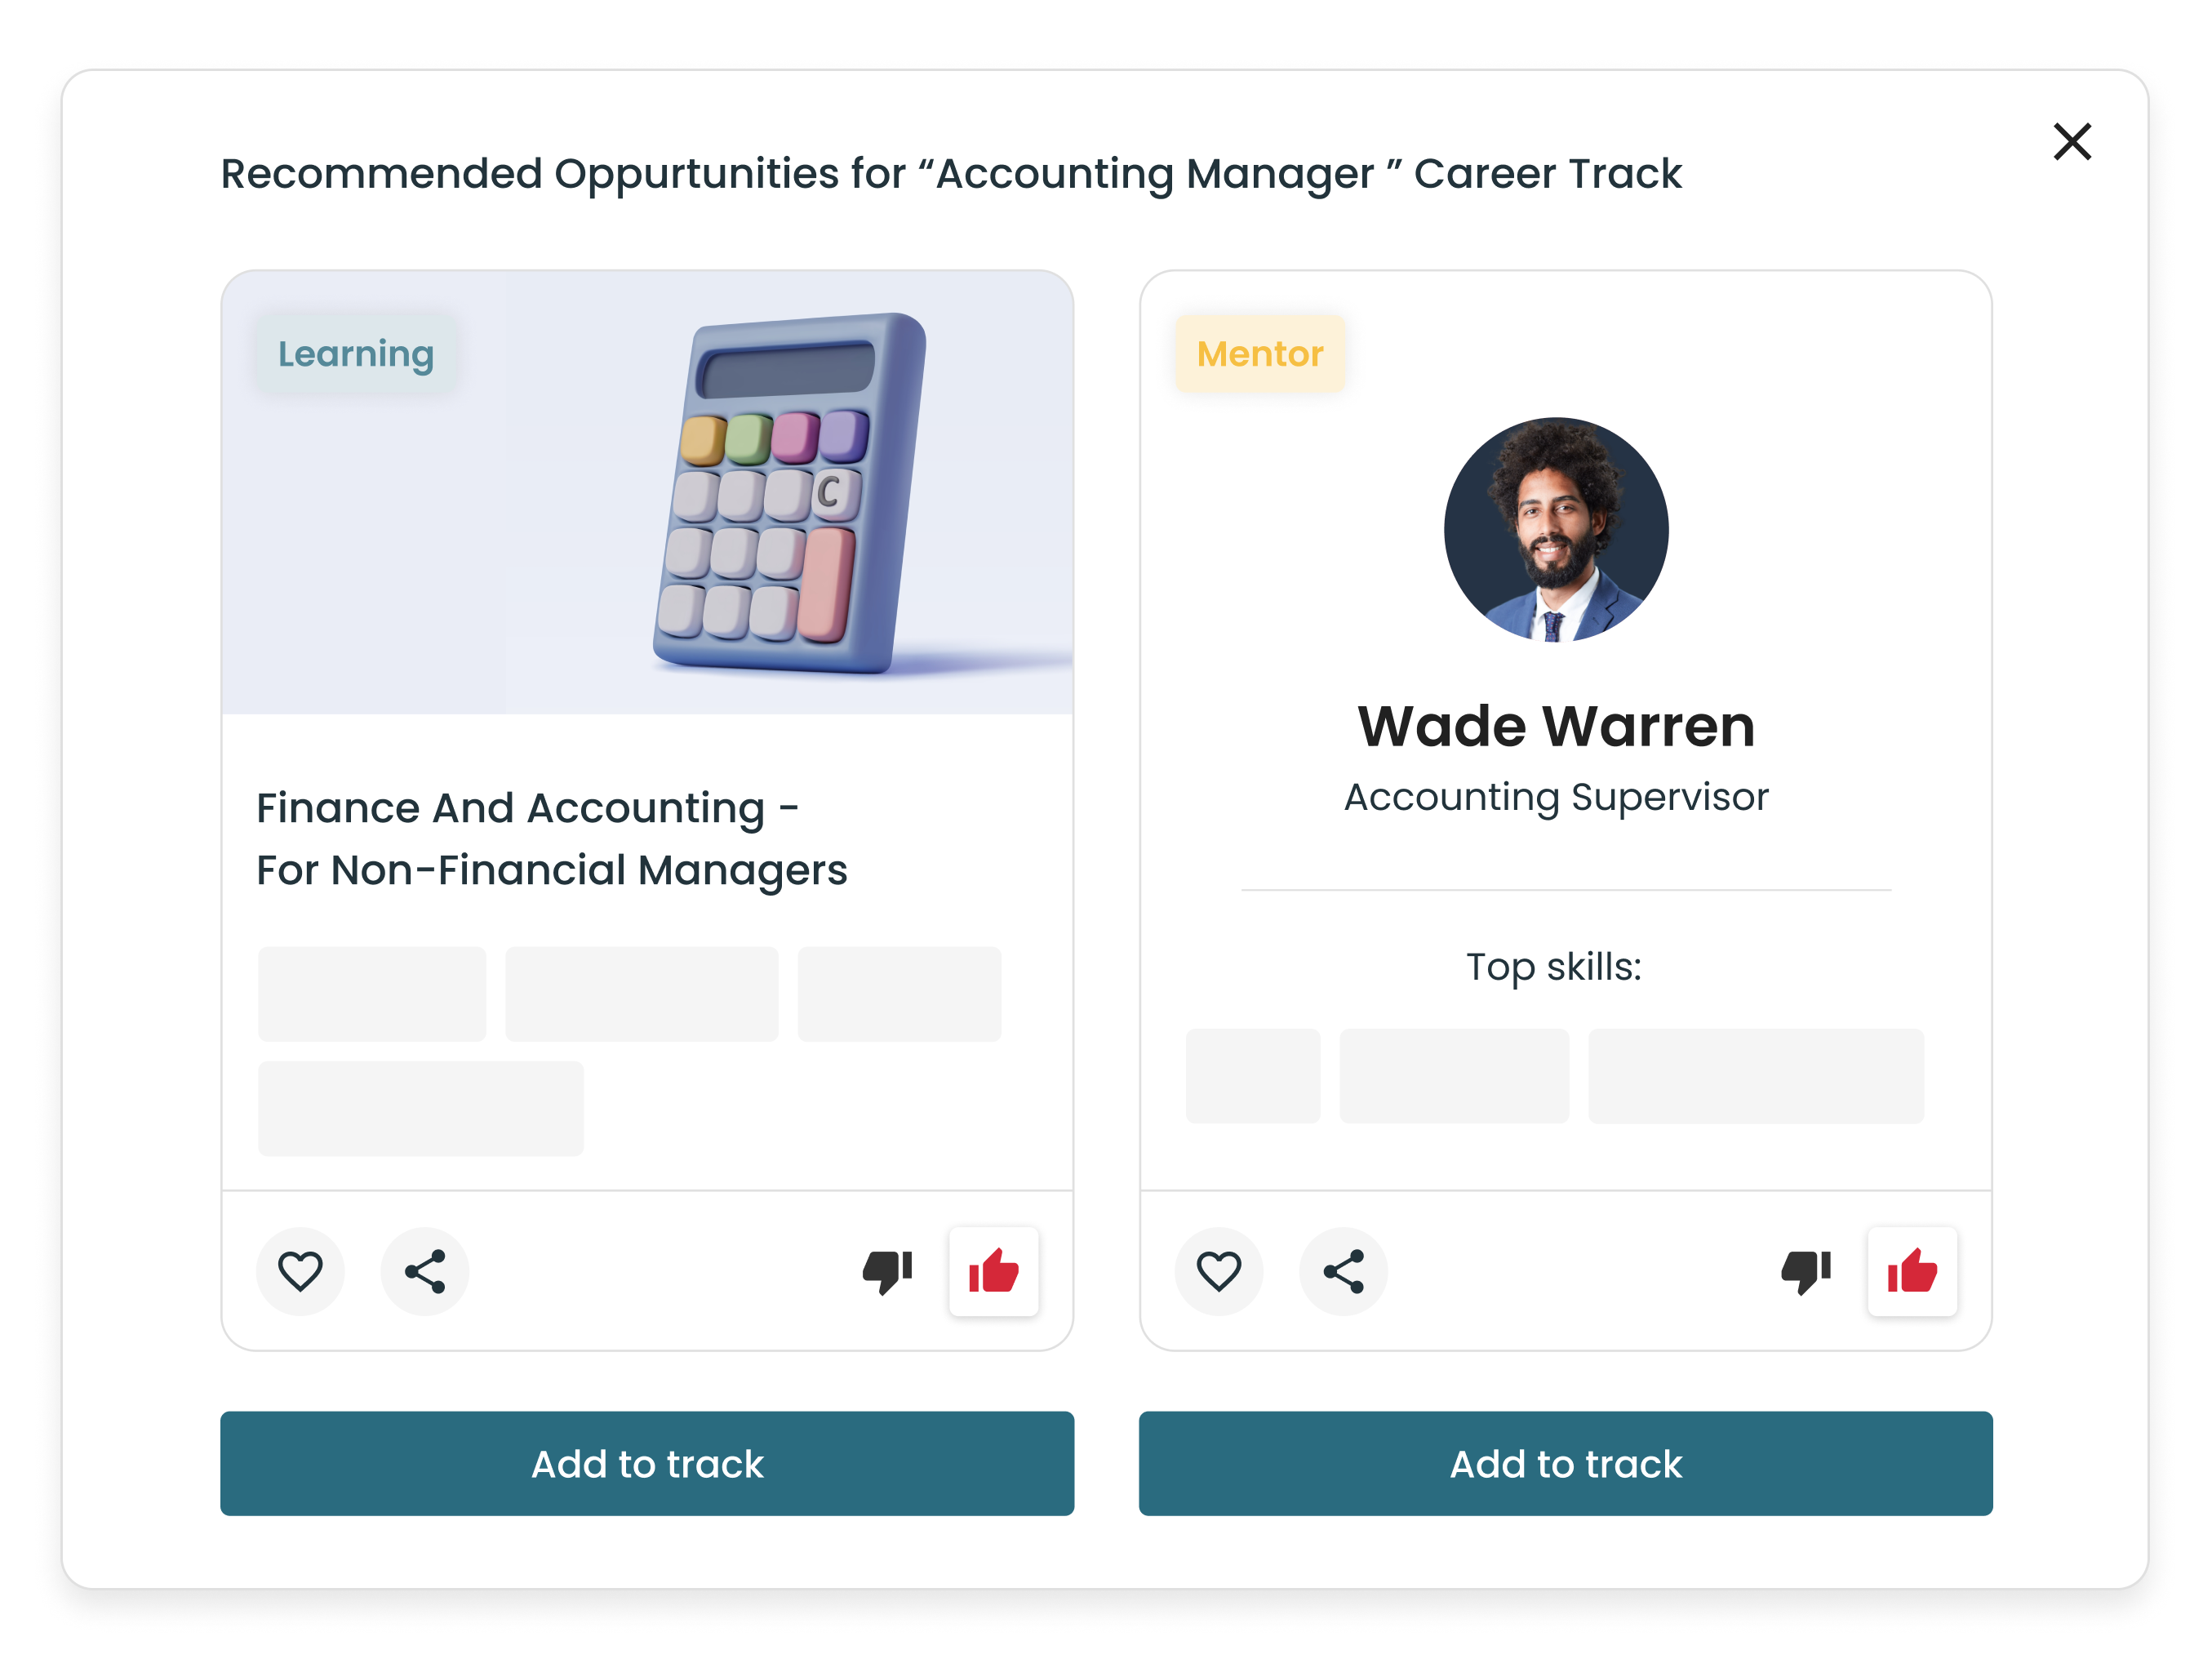 Recommended Oppurtunities for “Accounting Manager ” Career Track
Learning
C
Finance And Accounting -
For Non-Financial Managers
Add to track
Mentor
Wade Warren
Accounting Supervisor
Top skills:
Add to track